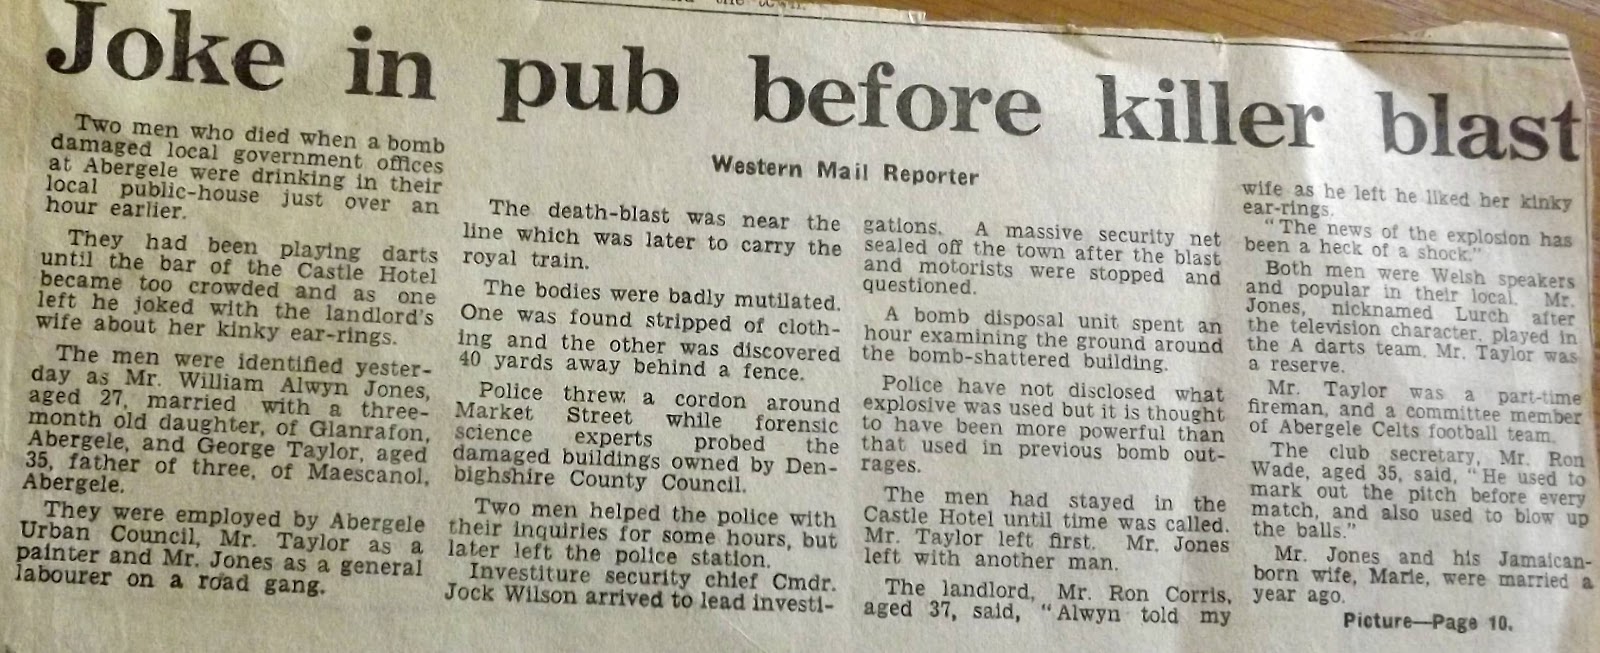 Joke in pub before killer blast
Western Mail Reporter
Two men who died when a bomb
damaged local government offices
at Abergele were drinking in their
local public-house just over an
hour earlier.
They had been playing darts
until the bar of the Castle Hotel
became too crowded and as one
left he joked with the landlord's
wife about her kinky ear-rings.
The men were identified yester-
day as Mr. William Alwyn Jones,
aged 27, married with a three-
month old daughter, of Glanrafon,
Abergele, and George Taylor, aged
35, father of three, of Maescanol,
Abergele.
They were employed by Abergele
Urban Council, Mr. Taylor as a
painter and Mr. Jones as a general
labourer on a road gang.
The death-blast was near the
line which was later to carry the
royal train.
The bodies were badly mutilated.
One was found stripped of cloth-
ing and the other was discovered
40 yards away behind a fence.
Police threw a cordon around
Market Street while forensic
science experts probed the
damaged buildings owned by Den-
bighshire County Council.
Two men helped the police with
their inquiries for some hours, but
later left the police station.
Investiture security chief Cmdr.
Jock Wilson arrived to lead investi-
gations. A massive security net
sealed off the town after the blast
and motorists were stopped and
questioned.
A bomb disposal unit spent an
hour examining the ground around
the bomb-shattered building.
Police have not disclosed what
explosive was used but it is thought
to have been more powerful than
that used in previous bomb out-
rages.
The men had stayed in the
Castle Hotel until time was called.
Mr. Taylor left first. Mr. Jones
left with another man.
The landlord, Mr. Ron Corris,
aged 37, said, "Alwyn told my
wife as he left he liked her kinky
ear-rings.
"The news of the explosion has
been a heck of a shock."
Both men were Welsh speakers
and popular in their local. Mr.
Jones, nicknamed Lurch after
the television character, played in
the A darts team. Mr. Taylor was
a reserve.
Mr. Taylor was a part-time
fireman, and a committee member
of Abergele Celts football team.
The club secretary, Mr. Ron
Wade, aged 35, said, "He used to
mark out the pitch before every
match, and also used to blow up
the balls."
Mr. Jones and his Jamaican-
born wife, Marie, were married a
year ago.
Picture—Page 10.